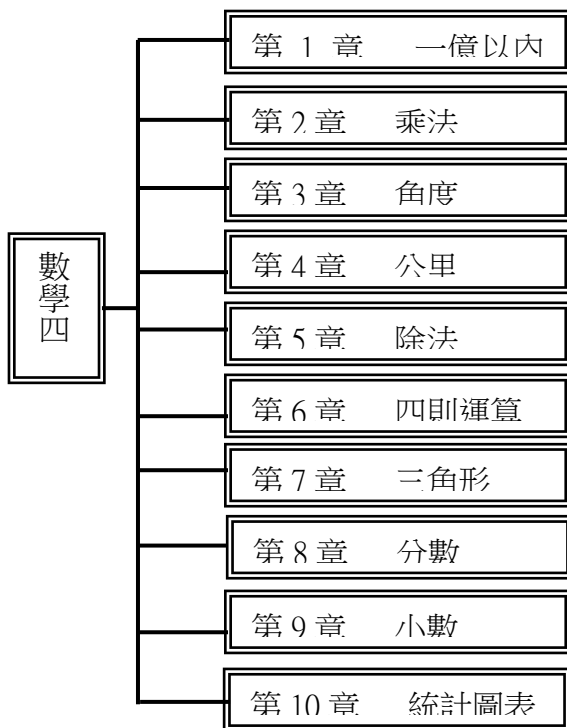 數學四
第 1 章 一億以內
第 2 章 乘法
第 3 章 角度
第 4 章 公里
第 5 章 除法
第 6 章 四則運算
第 7 章 三角形
第 8 章 分數
第 9 章 小數
第 10 章 統計圖表